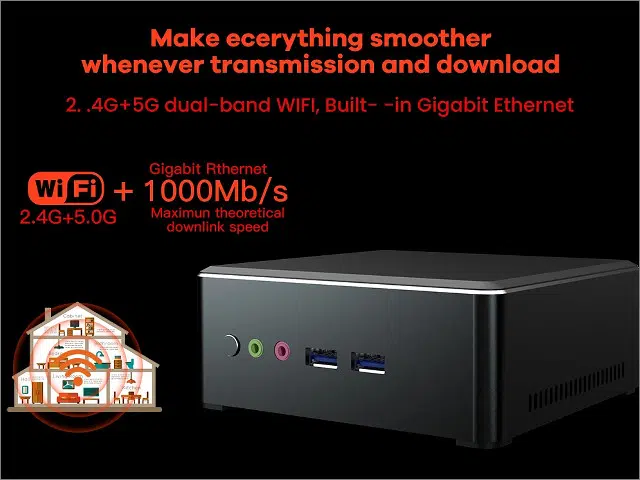 Make ecerything smoother
whenever transmission and download
2. .4G+5G dual-band WIFI, Built- -in Gigabit Ethernet
Gigabit Rthernet
WiFi + 1000Mb/s
2.4G+5.0G
Maximun theoretical
downlink speed